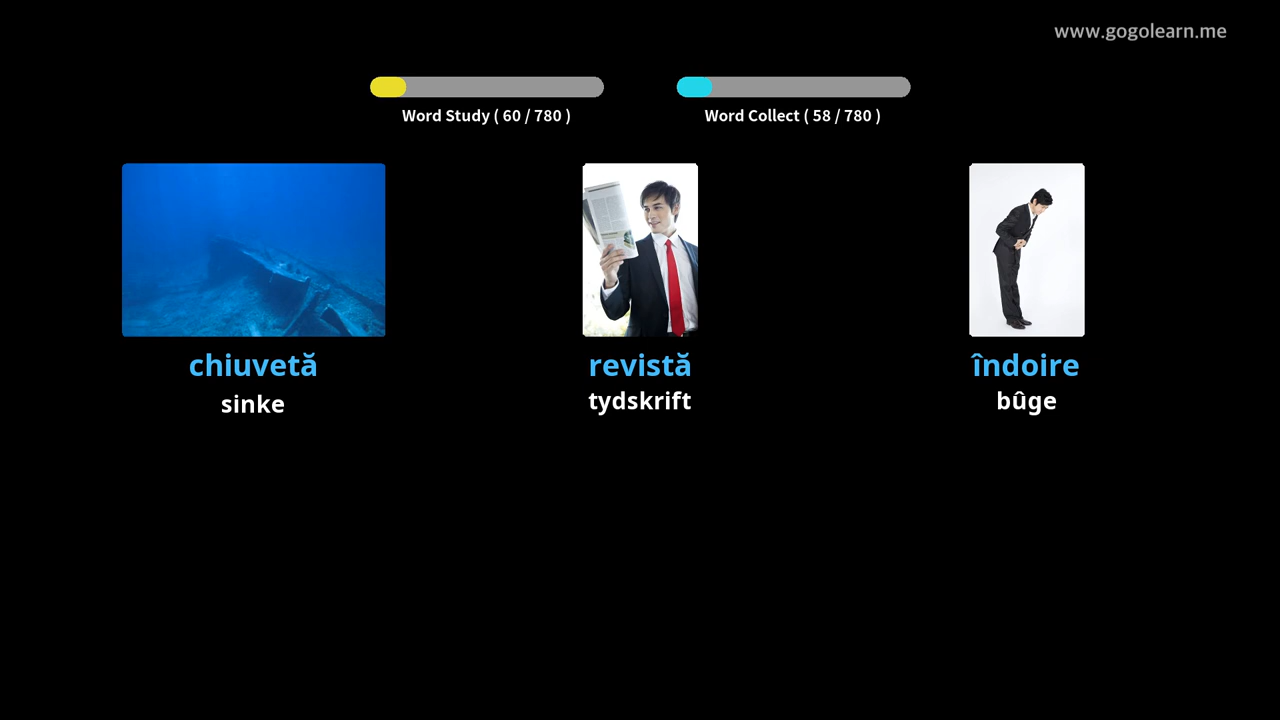 www.gogolearn.me
Word Study ( 60 / 780 )
Word Collect ( 58 / 780 )
chiuvetă
sinke
revistă
tydskrift
îndoire
bûge